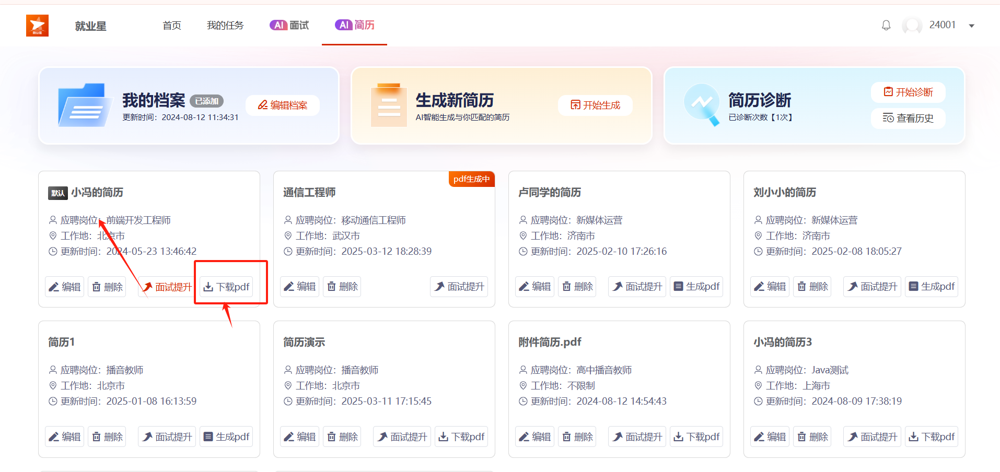 就业星
就业星
首页
我的任务
AI 面试
AI 简历
24001
我的档案 已添加
更新时间：2024-08-12 11:34:31
编辑档案
生成新简历
AI智能生成与你匹配的简历
开始生成
简历诊断
已诊断次数【1次】
开始诊断
查看历史
默认 小冯的简历
应聘岗位：前端开发工程师
工作地：北京市
更新时间：2024-05-23 13:46:42
编辑 删除 面试提升 下载pdf
pdf生成中
通信工程师
应聘岗位：移动通信工程师
工作地：武汉市
更新时间：2025-03-12 18:28:39
编辑 删除 面试提升
卢同学的简历
应聘岗位：新媒体运营
工作地：济南市
更新时间：2025-02-10 17:26:16
编辑 删除 面试提升 生成pdf
刘小小的简历
应聘岗位：新媒体运营
工作地：济南市
更新时间：2025-02-08 18:05:27
编辑 删除 面试提升 生成pdf
简历1
应聘岗位：播音教师
工作地：北京市
更新时间：2025-01-08 16:13:59
编辑 删除 面试提升 生成pdf
简历演示
应聘岗位：播音教师
工作地：北京市
更新时间：2025-03-11 17:15:45
编辑 删除 面试提升 下载pdf
附件简历.pdf
应聘岗位：高中播音教师
工作地：不限制
更新时间：2024-08-12 14:54:43
编辑 删除 面试提升 下载pdf
小冯的简历3
应聘岗位：Java测试
工作地：上海市
更新时间：2024-08-09 17:38:19
编辑 删除 面试提升 下载pdf